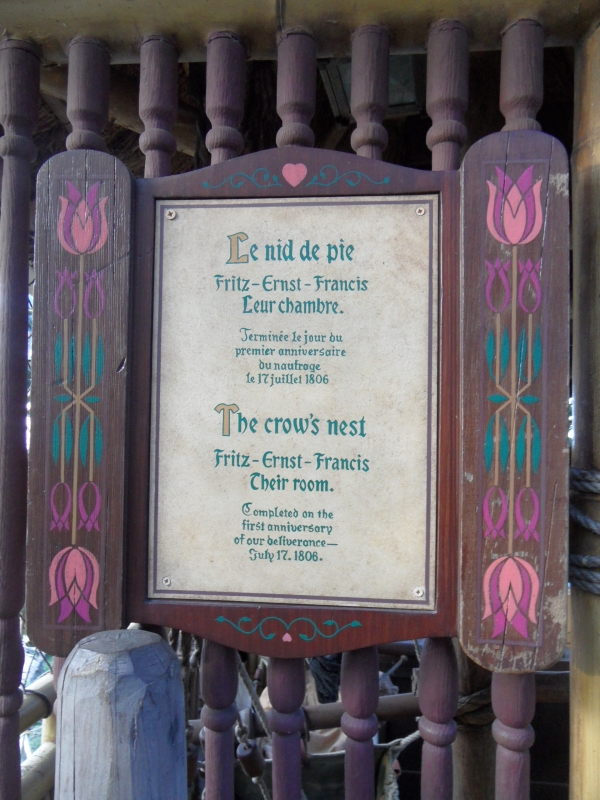 Le nid de pie
Fritz-Ernst-Francis
Leur chambre.
Terminée le jour du
premier anniversaire
du naufrage
le 17 juillet 1806
The crow's nest
Fritz-Ernst-Francis
Their room.
Completed on the
first anniversary
of our deliverance—
July 17. 1806.